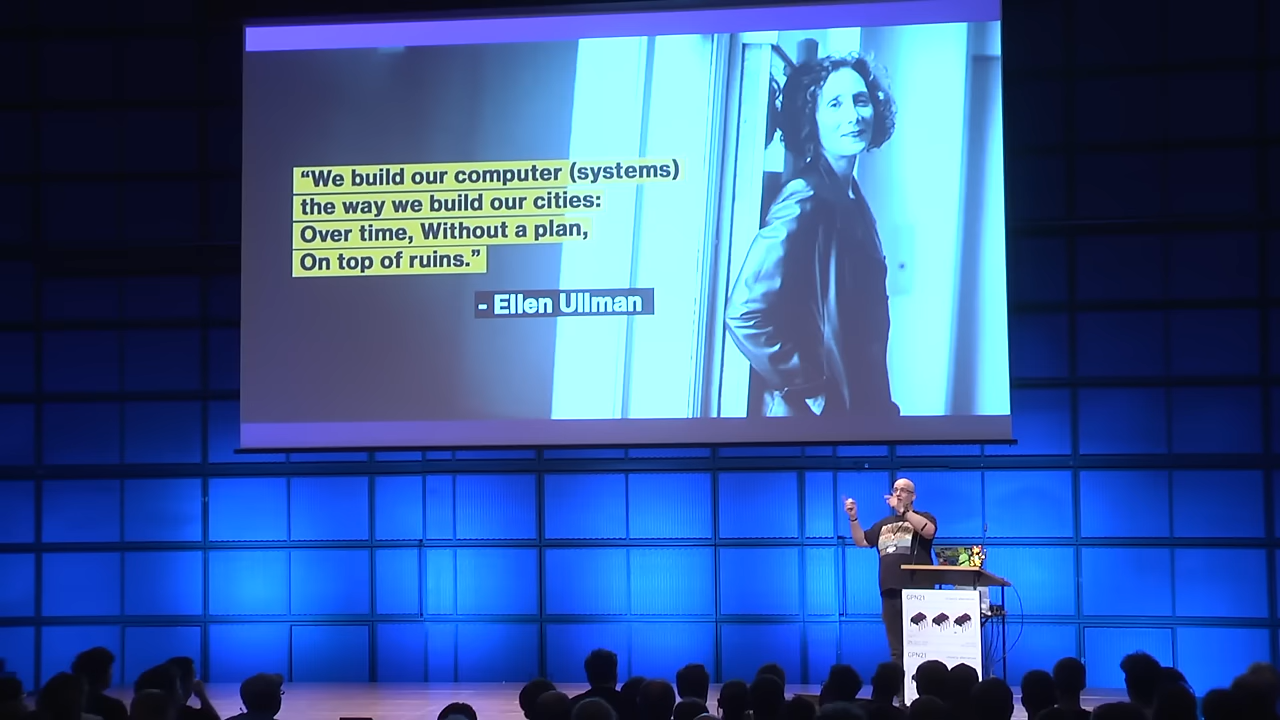 “We build our computer (systems)
the way we build our cities:
Over time, Without a plan,
On top of ruins.”
- Ellen Ullman
GPN21
GPN21